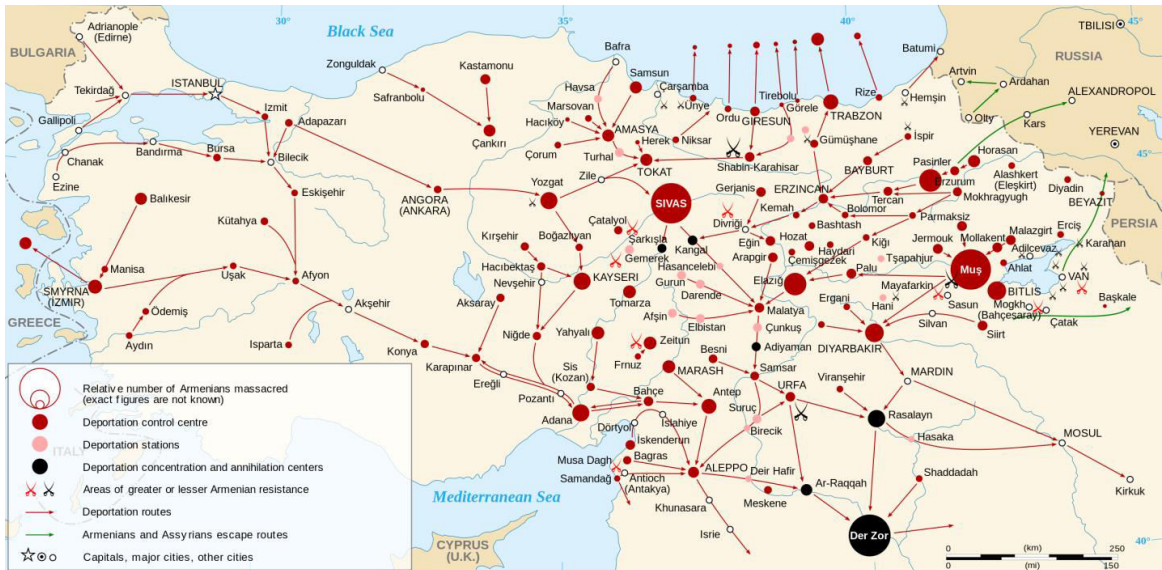 30°
35°
40°
45°
Adrianople
(Edirne)
BULGARIA
Black Sea
TBILISI
RUSSIA
Zonguldak
Kastamonu
Bafra
Samsun
Çarşamba
Batumi
Artvin
Ardahan
ALEXANDROPOL
Tekirdağ
ISTANBUL
Safranbolu
Havsa
Ünye
Tirebolu
Rize
Hemşin
Marsovan
Ordu
Görele
TRABZON
Olty
Kars
Gallipoli
Izmit
Adapazarı
Hacıköy
AMASYA
GIRESUN
YEREVAN
Çankırı
Herek
Niksar
Gümüşhane
İspir
Chanak
Bandırma
Bursa
Bilecik
Çorum
Turhal
TOKAT
Shabin-Karahisar
BAYBURT
Pasinler
Horasan
45°
Ezine
Zile
Erzurum
Alashkert
(Eleşkirt)
Diyadin
BEYAZIT
Balıkesir
Eskişehir
ANGORA
(ANKARA)
Yozgat
SIVAS
Gerjanis
ERZINCAN
Tercan
Mokhragyugh
PERSIA
Kütahya
Çatalyol
Divriği
Kemah
Bolomor
Parmaksiz
Malazgirt
Erciş
Kırşehir
Boğazlıyan
Şarkışla
Kangal
Eğin
Bashtash
Hozat
Haydari
Kiğı
Jermouk
Mollakent
Adilcevaz
Karahan
Manisa
Uşak
Afyon
Hacıbektaş
Gemerek
Hasancelebi
Arapgir
Çemişgezek
Tsapahjur
Muş
Ahlat
VAN
SMYRNA
(İZMİR)
Nevşehir
KAYSERI
Gurun
Elazığ
Palu
BITLIS
Mayafarkin
Akşehir
Aksaray
Tomarza
Darende
Malatya
Ergani
Hani
Sasun
Mogkh
(Bahçesaray)
Başkale
GREECE
Ödemiş
Afşin
Elbistan
Çunkuş
Silvan
Çatak
Aydın
Isparta
Konya
Niğde
Yahyalı
Zeitun
Adiyaman
DIYARBAKIR
Siirt
Karapınar
Frnuz
Besni
Sis
(Kozan)
MARASH
Samsar
URFA
Viranşehir
MARDIN
Ereğli
Pozantı
Bahçe
Antep
Suruç
Adana
Dörtyol
Islahiye
Birecik
Rasalayn
İskenderun
Hasaka
MOSUL
Musa Dagh
Bagras
ALEPPO
Deir Hafir
Ar-Raqqah
Shaddadah
Samandağ
Antioch
(Antakya)
Meskene
Kirkuk
Mediterranean Sea
Khunasara
Isrie
Der Zor
CYPRUS
(U.K.)
40°
ITALY
Relative number of Armenians massacred
(exact figures are not known)
Deportation control centre
Deportation stations
Deportation concentration and annihilation centers
Areas of greater or lesser Armenian resistance
Deportation routes
Armenians and Assyrians escape routes
Capitals, major cities, other cities
0 (km) 250
0 (mi) 150